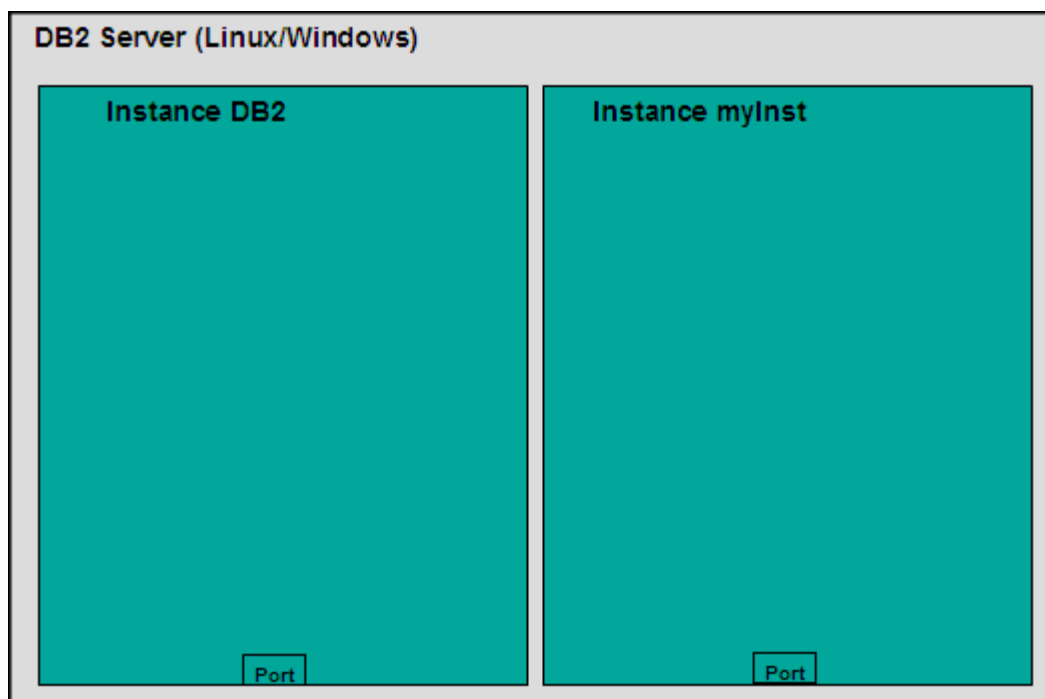 DB2 Server (Linux/Windows)
Instance DB2
Instance myInst
Port
Port